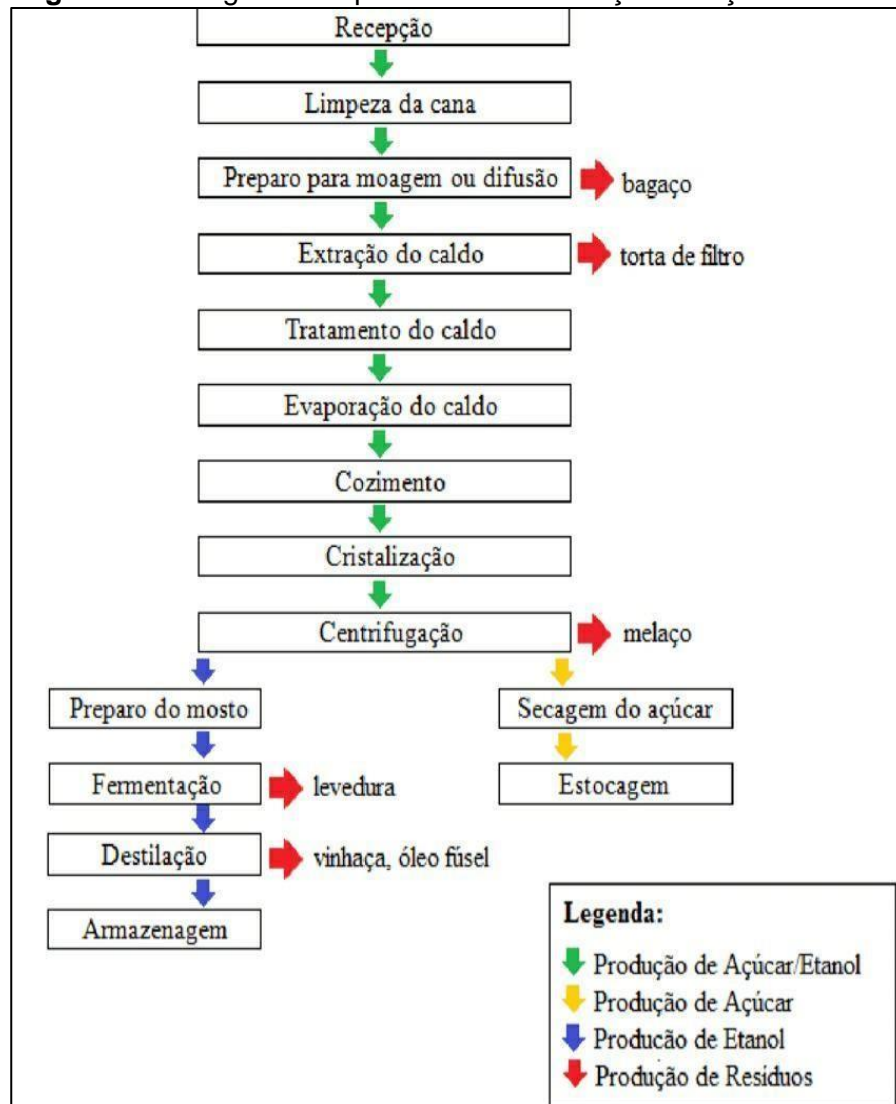 Recepção
Limpeza da cana
Preparo para moagem ou difusão
bagaço
Extração do caldo
torta de filtro
Tratamento do caldo
Evaporação do caldo
Cozimento
Cristalização
Centrifugação
melaço
Preparo do mosto
Secagem do açúcar
Fermentação
levedura
Estocagem
Destilação
vinhaça, óleo fúsel
Armazenagem
Legenda:
Produção de Açúcar/Etanol
Produção de Açúcar
Producão de Etanol
Produção de Resíduos